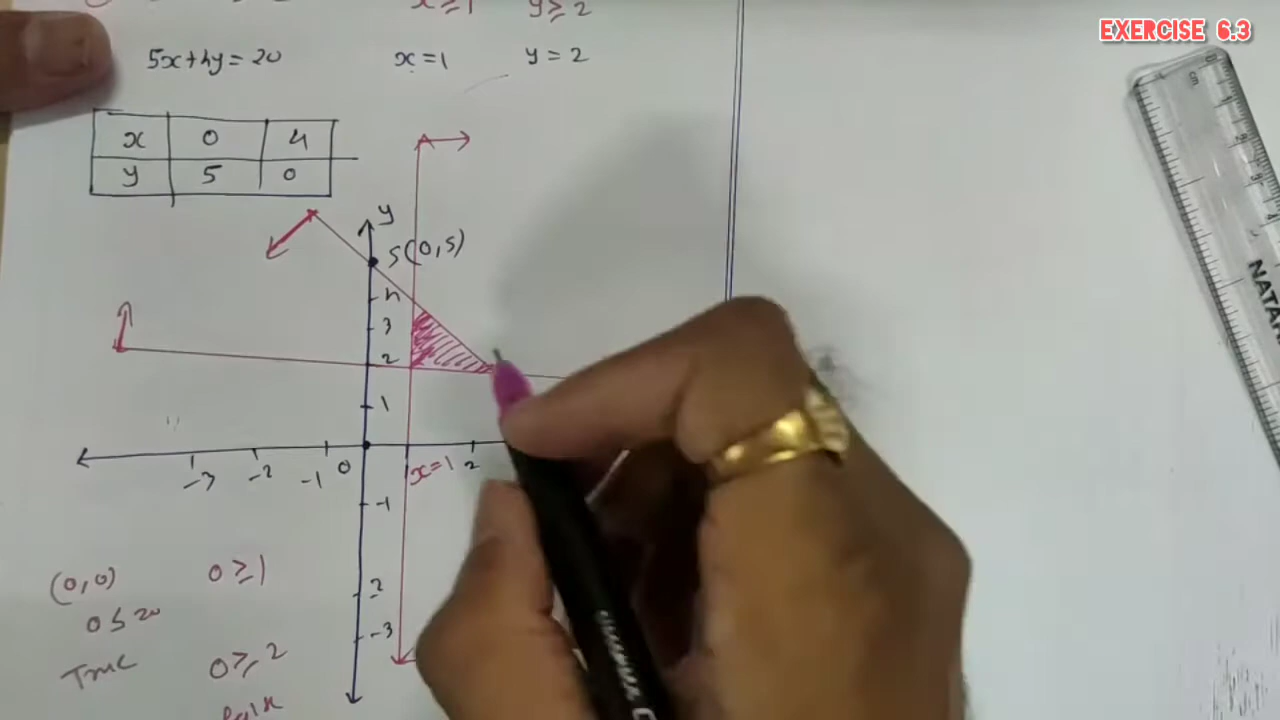 EXERCISE 6.3
x ≥ 1 y ≥ 2
5x+4y = 20 x = 1 y = 2
x 0 4
y 5 0
y
5 (0,5)
4
3
2
1
-3 -2 -1 0 x=1 2
-1
-3
(0,0) 0 ≥ 1
0 ≤ 20
True 0 ≥ 2
NATA